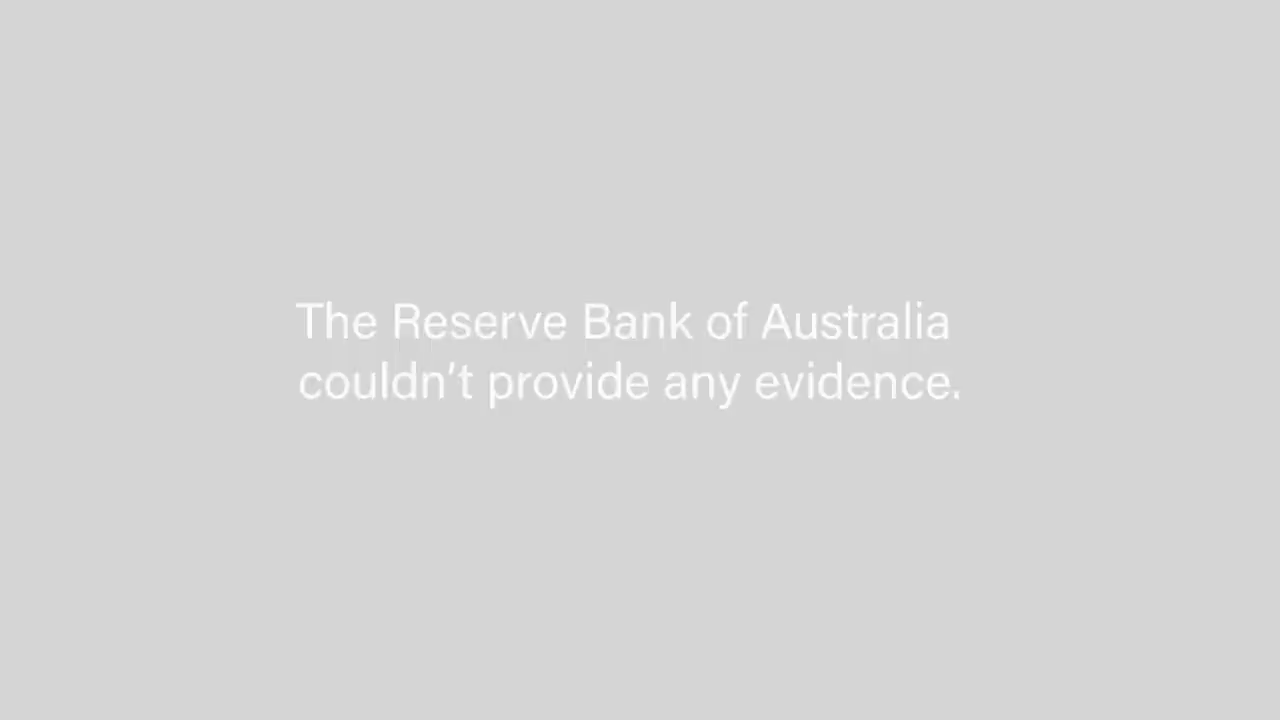 The Reserve Bank of Australia
couldn’t provide any evidence.